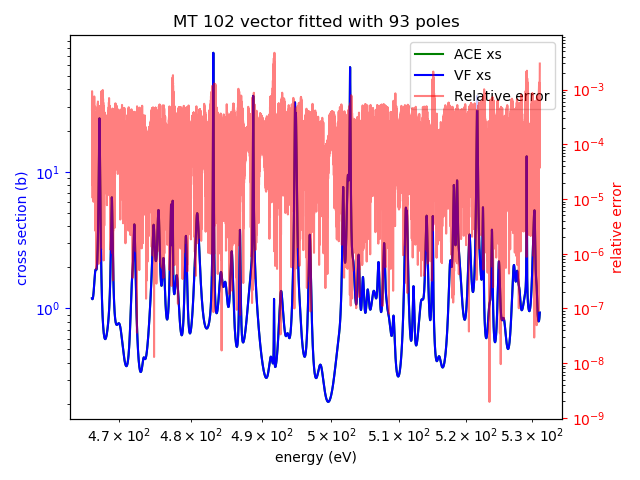 MT 102 vector fitted with 93 poles
ACE xs
VF xs
Relative error
cross section (b)
10¹
10⁰
10⁻³
10⁻⁴
10⁻⁵
10⁻⁶
10⁻⁷
10⁻⁸
10⁻⁹
relative error
4.7 × 10² 4.8 × 10² 4.9 × 10² 5 × 10² 5.1 × 10² 5.2 × 10² 5.3 × 10²
energy (eV)